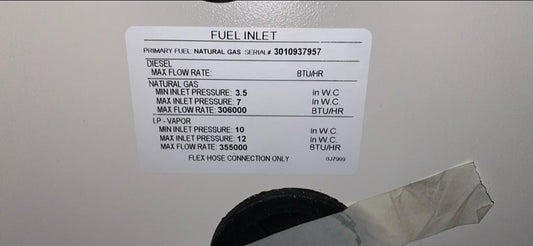 FUEL INLET
PRIMARY FUEL: NATURAL GAS SERIAL# 3010937957
DIESEL
MAX FLOW RATE: BTU/HR
NATURAL GAS
MIN INLET PRESSURE: 3.5 in W.C
MAX INLET PRESSURE: 7 in W.C.
MAX FLOW RATE: 306000 BTU/HR
LP - VAPOR
MIN INLET PRESSURE: 10 in W.C.
MAX INLET PRESSURE: 12 in W.C.
MAX FLOW RATE: 355000 BTU/HR
FLEX HOSE CONNECTION ONLY 0J7999